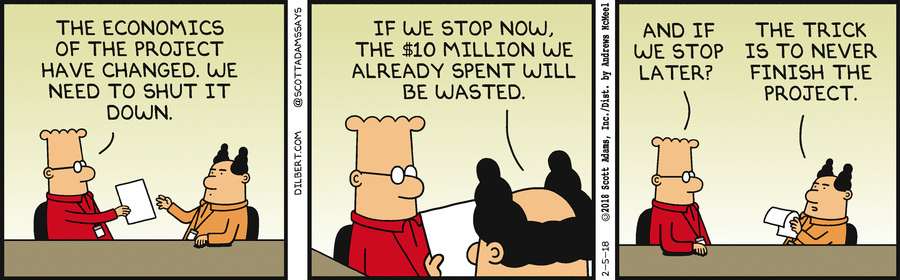 THE ECONOMICS
OF THE PROJECT
HAVE CHANGED. WE
NEED TO SHUT IT
DOWN.
DILBERT.COM @SCOTTADAMSSAYS
IF WE STOP NOW,
THE $10 MILLION WE
ALREADY SPENT WILL
BE WASTED.
2-5-18 ©2018 Scott Adams, Inc./Dist. by Andrews McMeel
AND IF
WE STOP
LATER?
THE TRICK
IS TO NEVER
FINISH THE
PROJECT.